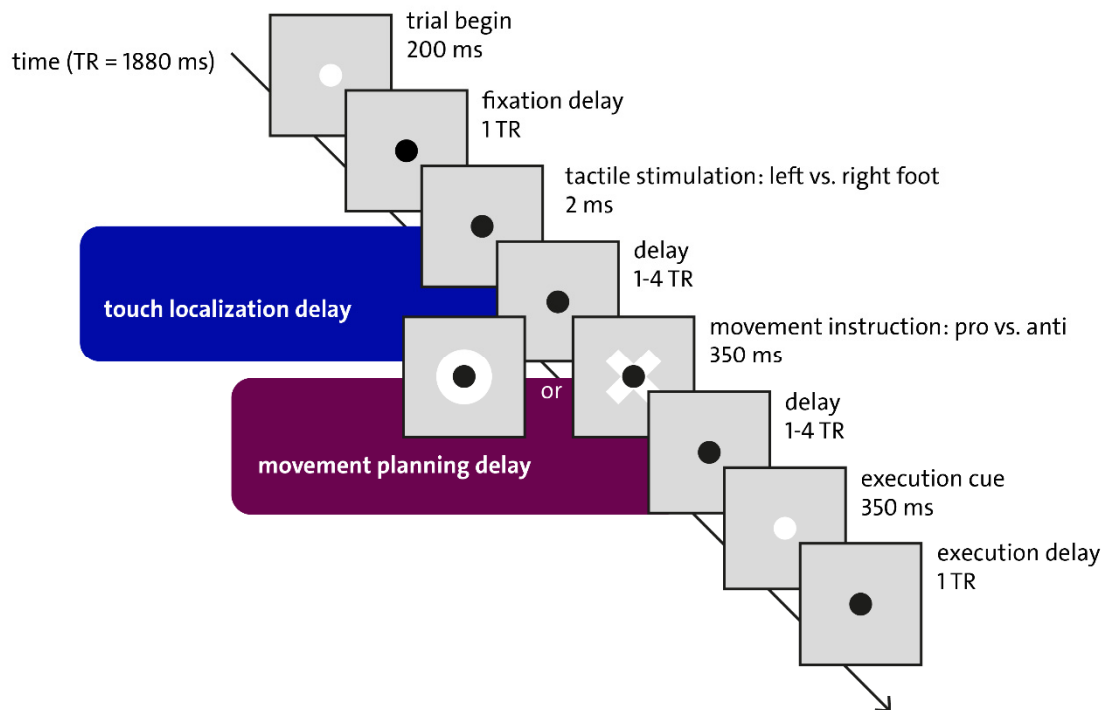 trial begin
200 ms
time (TR = 1880 ms)
fixation delay
1 TR
tactile stimulation: left vs. right foot
2 ms
delay
1-4 TR
touch localization delay
movement instruction: pro vs. anti
350 ms
or
delay
1-4 TR
movement planning delay
execution cue
350 ms
execution delay
1 TR